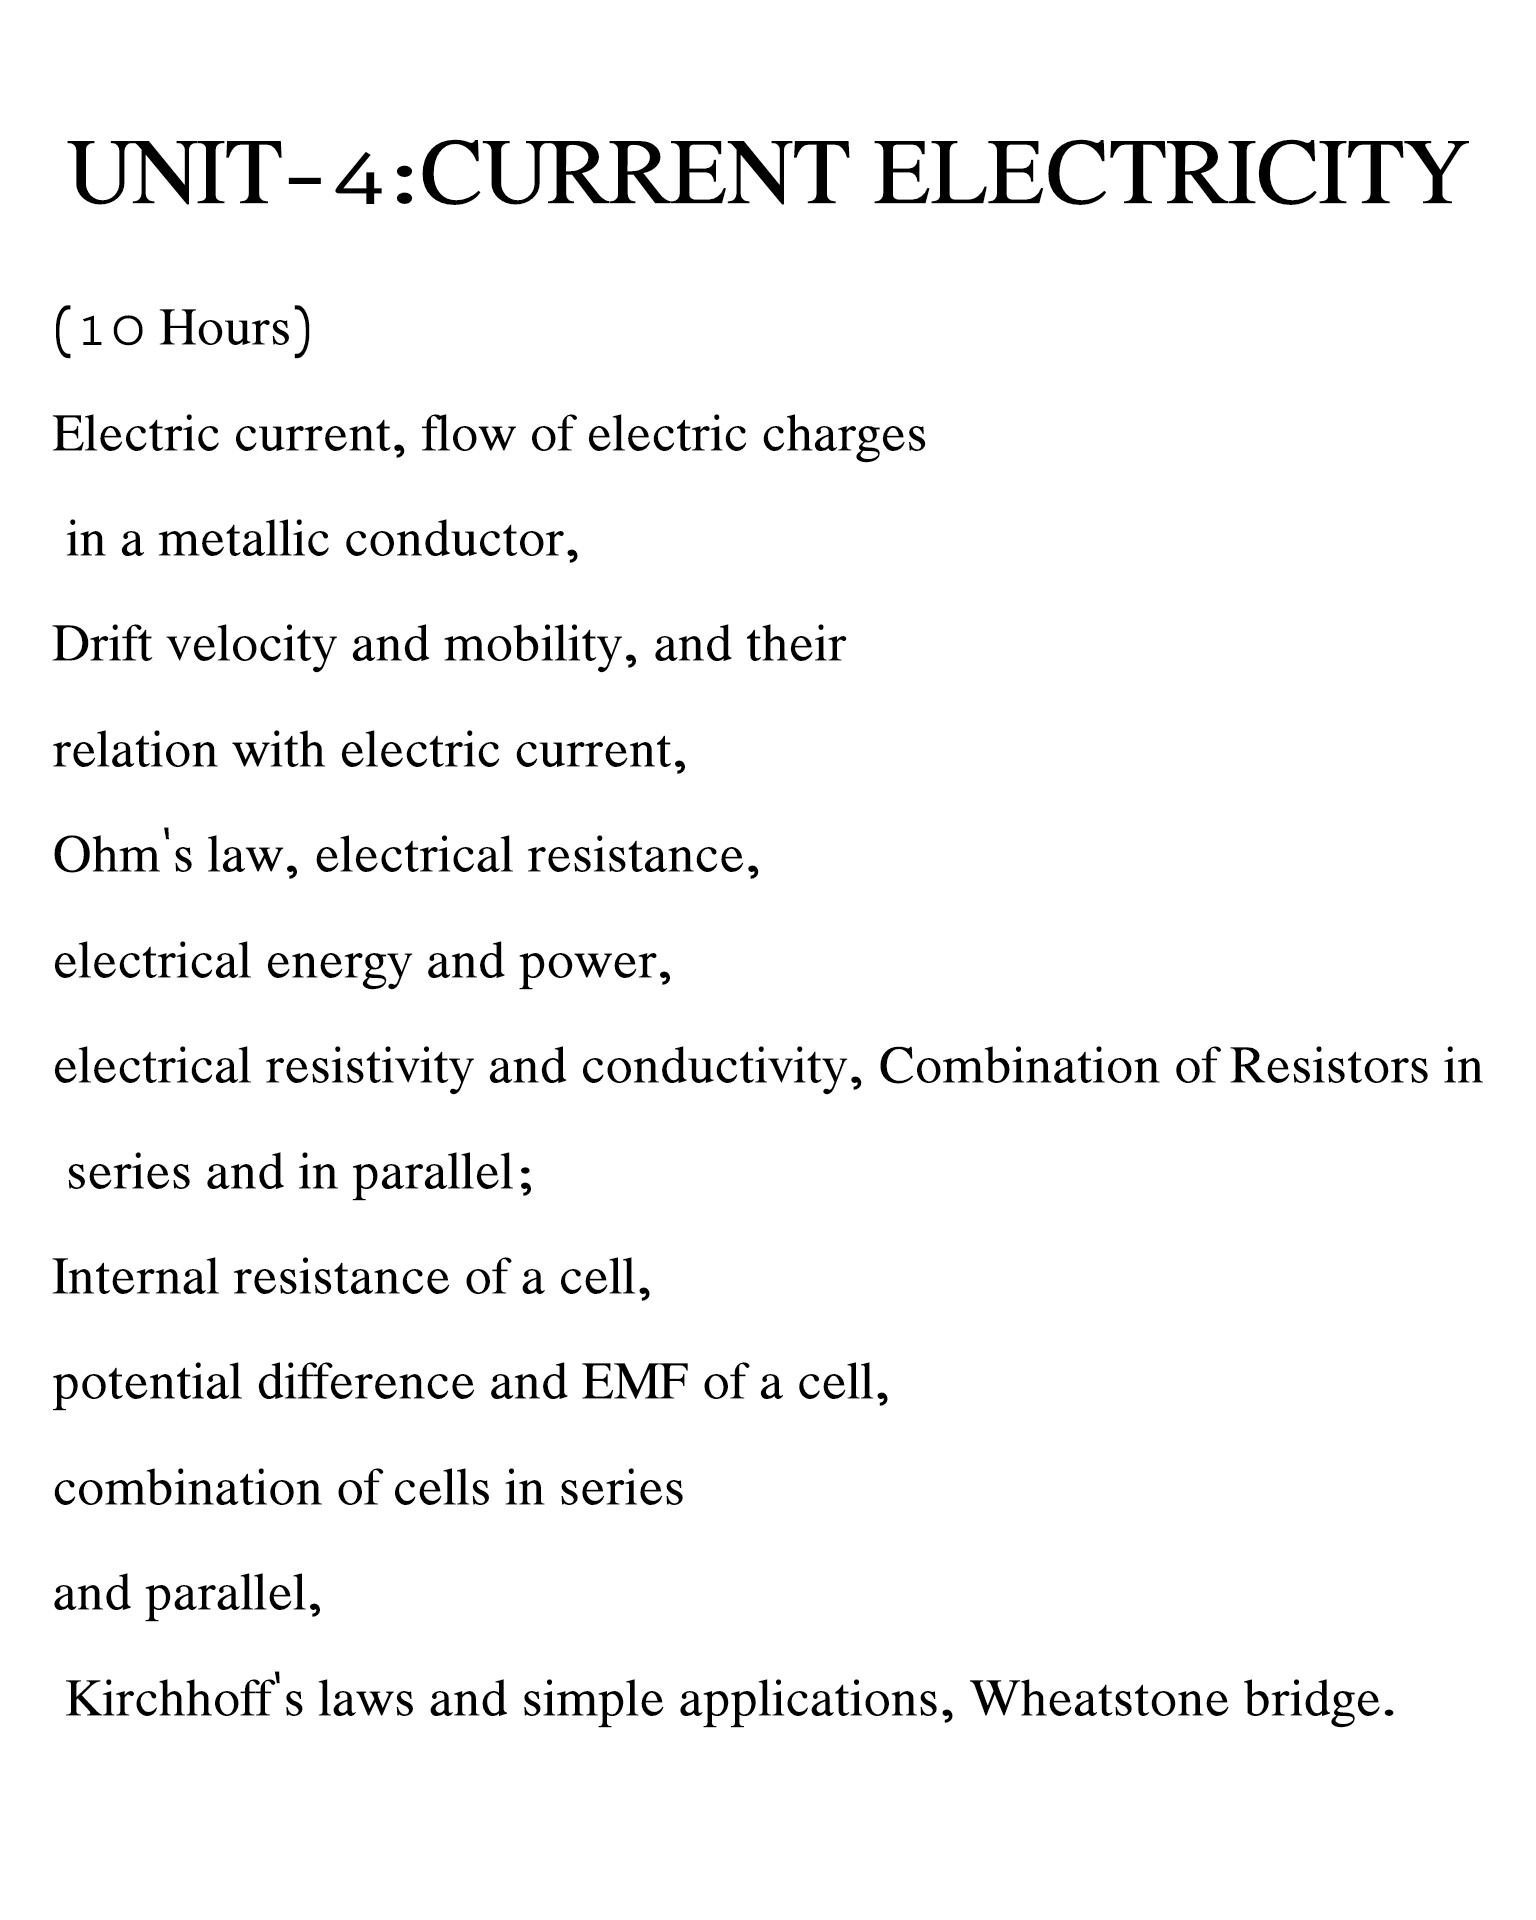 UNIT-4:CURRENT ELECTRICITY
(10 Hours)
Electric current, flow of electric charges
in a metallic conductor,
Drift velocity and mobility, and their
relation with electric current,
Ohm's law, electrical resistance,
electrical energy and power,
electrical resistivity and conductivity, Combination of Resistors in
series and in parallel;
Internal resistance of a cell,
potential difference and EMF of a cell,
combination of cells in series
and parallel,
Kirchhoff's laws and simple applications, Wheatstone bridge.